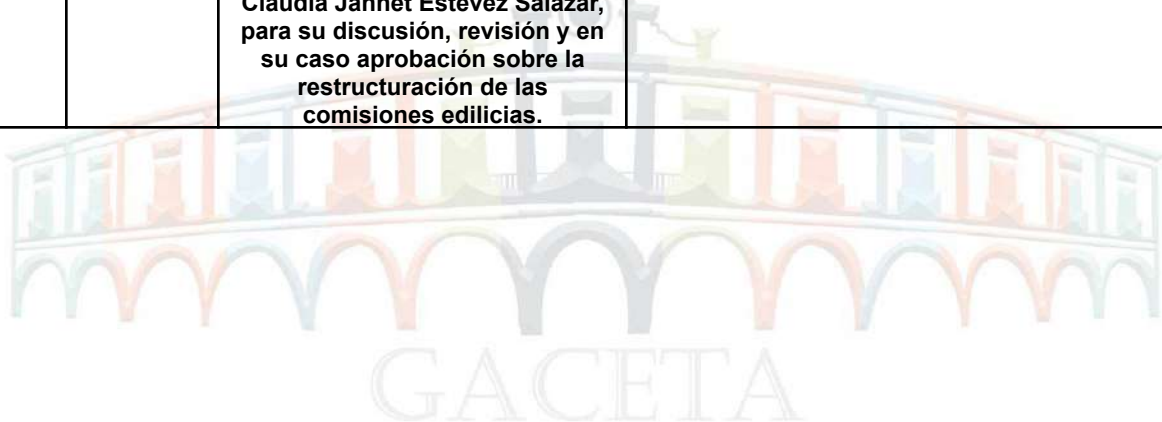 Claudia Jannet Estevez Salazar,
para su discusión, revisión y en
su caso aprobación sobre la
restructuración de las
comisiones edilicias.
GACETA